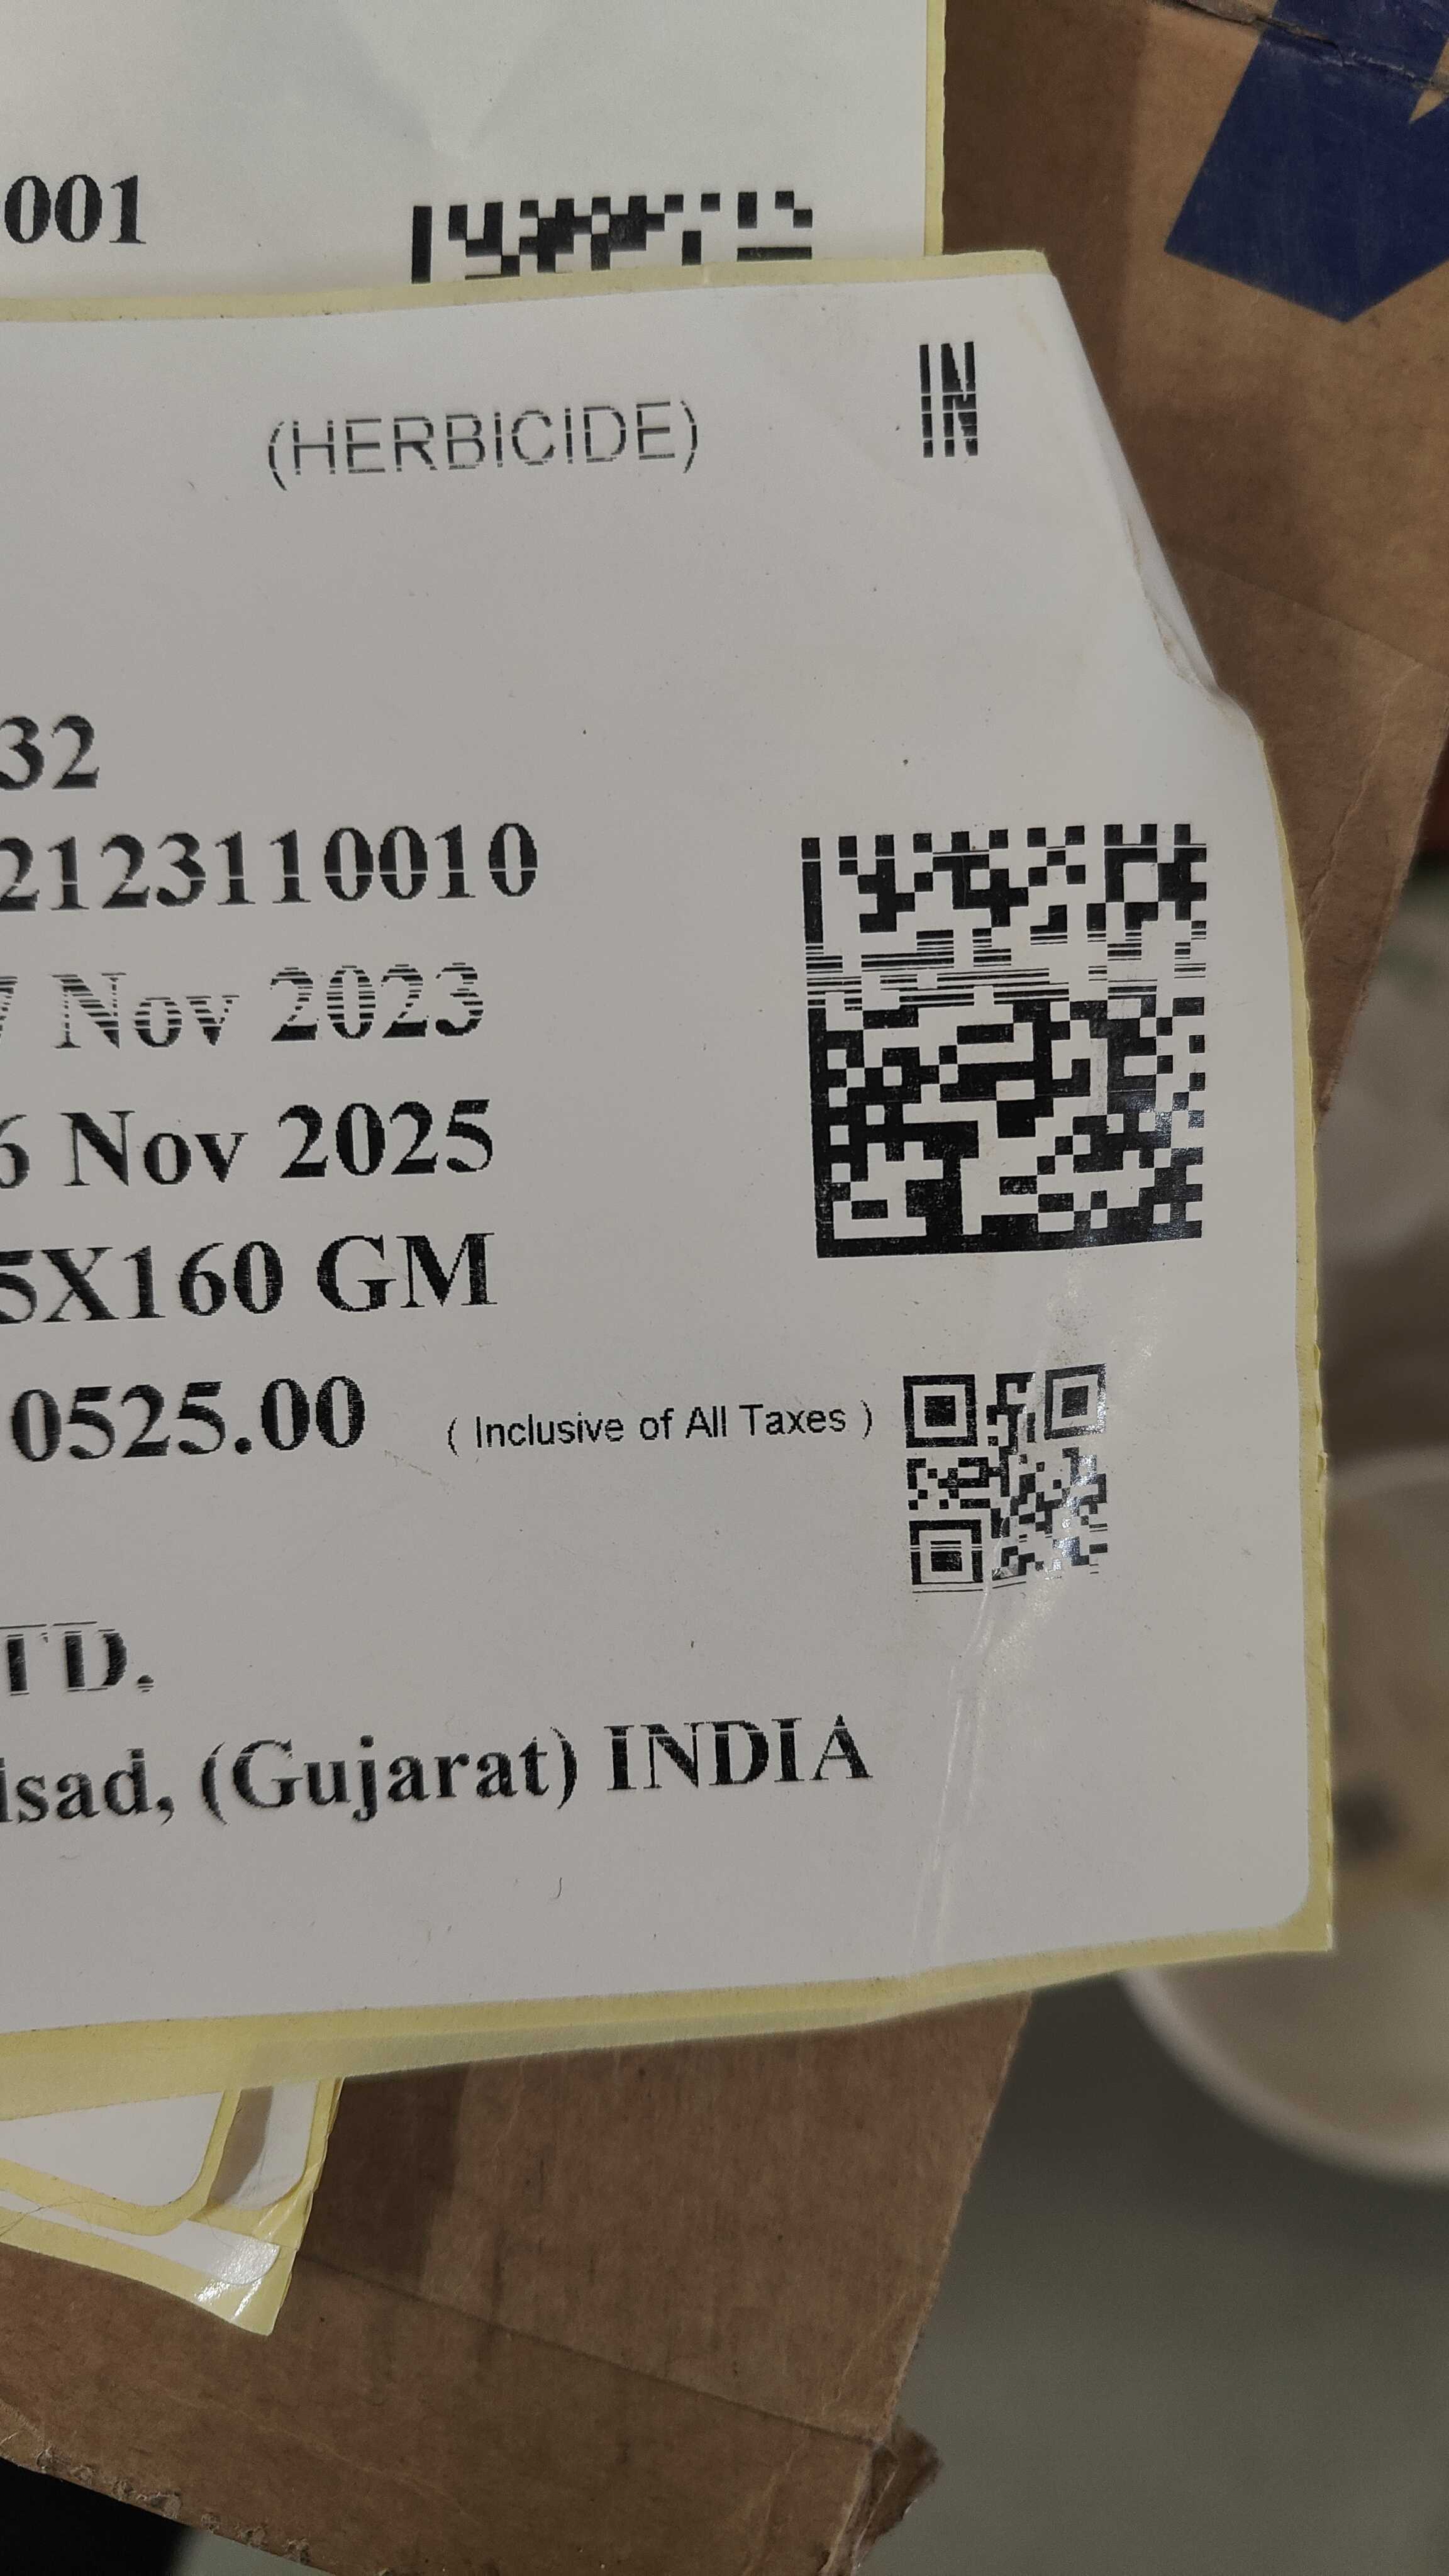 001
(HERBICIDE)
IN
32
2123110010
7 Nov 2023
6 Nov 2025
5X160 GM
0525.00 ( Inclusive of All Taxes )
TD.
lsad, (Gujarat) INDIA